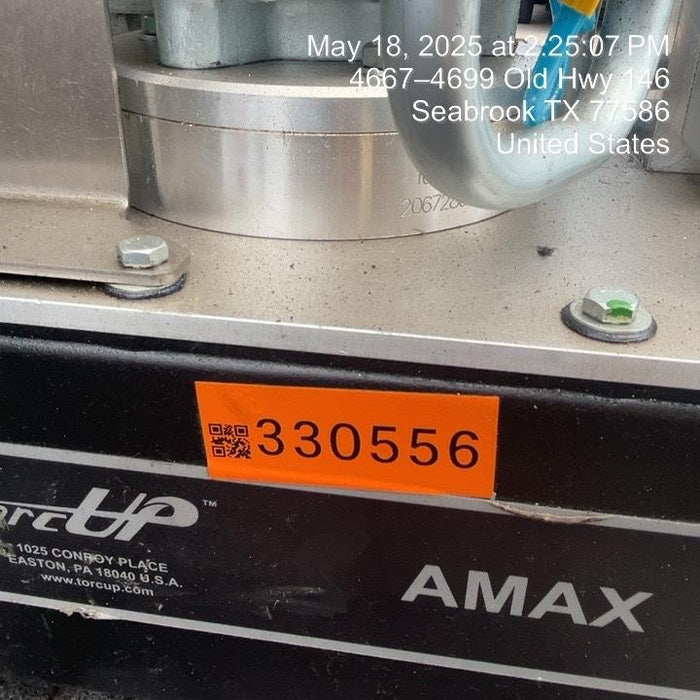 May 18, 2025 at 2:25:07 PM
4667–4699 Old Hwy 146
Seabrook TX 77586
United States
330556
torcUP™
1025 CONROY PLACE
EASTON, PA 18040 U.S.A.
www.torcup.com
AMAX